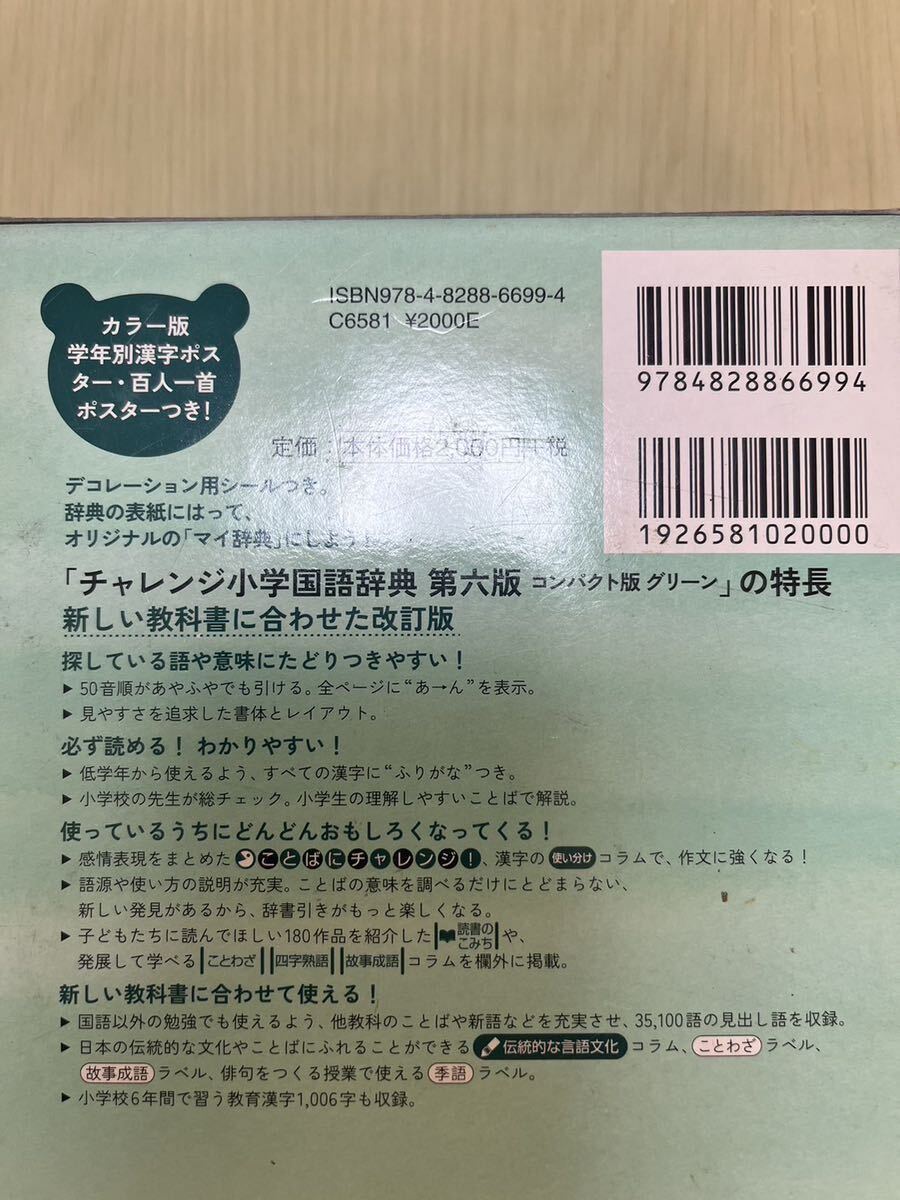 カラー版
学年別漢字ポス
ター・百人一首
ポスターつき!
ISBN978-4-8288-6699-4
C6581 ¥2000E
9784828866994
定価:本体価格2,000円+税
1926581020000
デコレーション用シールつき。
辞典の表紙にはって、
オリジナルの「マイ辞典」にしよう!
「チャレンジ小学国語辞典 第六版 コンパクト版 グリーン」の特長
新しい教科書に合わせた改訂版
探している語や意味にたどりつきやすい!
▶ 50音順があやふやでも引ける。全ページに“あ→ん”を表示。
▶ 見やすさを追求した書体とレイアウト。
必ず読める! わかりやすい!
▶ 低学年から使えるよう、すべての漢字に“ふりがな”つき。
▶ 小学校の先生が総チェック。小学生の理解しやすいことばで解説。
使っているうちにどんどんおもしろくなってくる!
▶ 感情表現をまとめた ことばにチャレンジ!、漢字の 使い分け コラムで、作文に強くなる!
▶ 語源や使い方の説明が充実。ことばの意味を調べるだけにとどまらない、
新しい発見があるから、辞書引きがもっと楽しくなる。
▶ 子どもたちに読んでほしい180作品を紹介した 読書のこみち や、
発展して学べる ことわざ 四字熟語 故事成語 コラムを欄外に掲載。
新しい教科書に合わせて使える!
▶ 国語以外の勉強でも使えるよう、他教科のことばや新語などを充実させ、35,100語の見出し語を収録。
▶ 日本の伝統的な文化やことばにふれることができる 伝統的な言語文化 コラム、ことわざ ラベル、
故事成語 ラベル、俳句をつくる授業で使える 季語 ラベル。
▶ 小学校6年間で習う教育漢字1,006字も収録。